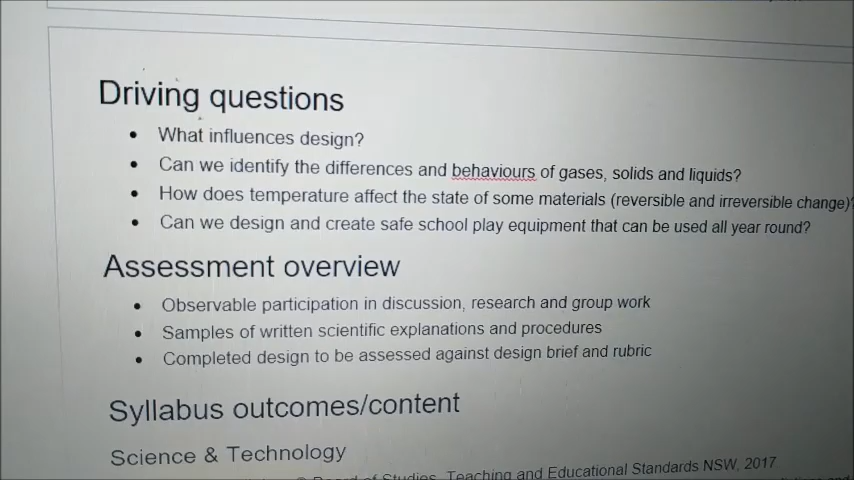 Driving questions
• What influences design?
• Can we identify the differences and behaviours of gases, solids and liquids?
• How does temperature affect the state of some materials (reversible and irreversible change)?
• Can we design and create safe school play equipment that can be used all year round?
Assessment overview
• Observable participation in discussion, research and group work
• Samples of written scientific explanations and procedures
• Completed design to be assessed against design brief and rubric
Syllabus outcomes/content
Science & Technology
© Board of Studies, Teaching and Educational Standards NSW, 2017